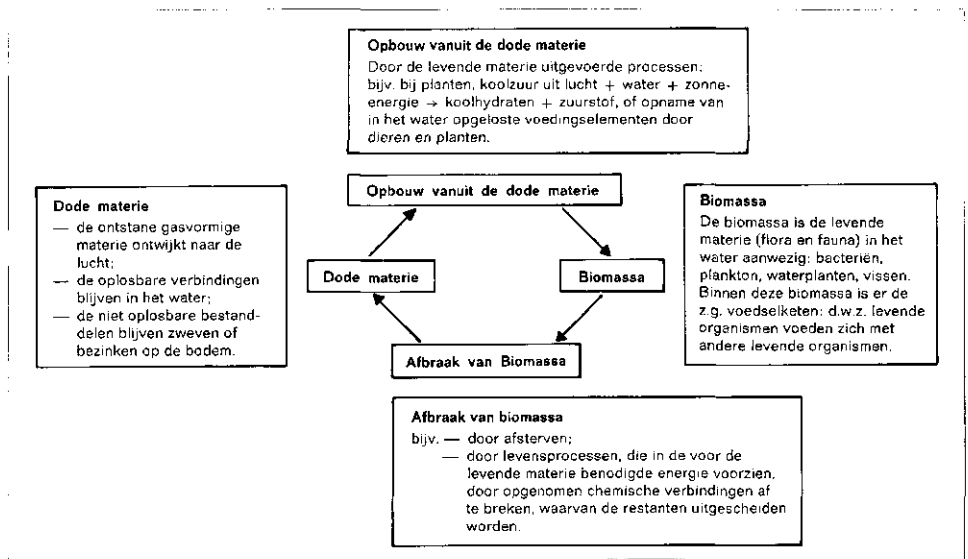 Opbouw vanuit de dode materie
Door de levende materie uitgevoerde processen:
bijv. bij planten, koolzuur uit lucht + water + zonne-
energie → koolhydraten + zuurstof, of opname van
in het water opgeloste voedingselementen door
dieren en planten.
Opbouw vanuit de dode materie
Dode materie
— de ontstane gasvormige
materie ontwijkt naar de
lucht;
— de oplosbare verbindingen
blijven in het water;
— de niet oplosbare bestand-
delen blijven zweven of
bezinken op de bodem.
Dode materie
Biomassa
Biomassa
De biomassa is de levende
materie (flora en fauna) in het
water aanwezig: bacteriën,
plankton, waterplanten, vissen.
Binnen deze biomassa is er de
z.g. voedselketen: d.w.z. levende
organismen voeden zich met
andere levende organismen.
Afbraak van Biomassa
Afbraak van biomassa
bijv. — door afsterven;
— door levensprocessen, die in de voor de
levende materie benodigde energie voorzien,
door opgenomen chemische verbindingen af
te breken, waarvan de restanten uitgescheiden
worden.